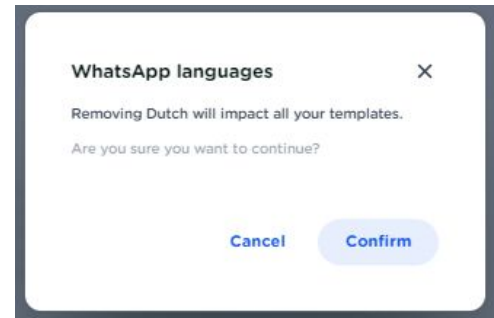 WhatsApp languages
Removing Dutch will impact all your templates.
Are you sure you want to continue?
Cancel Confirm